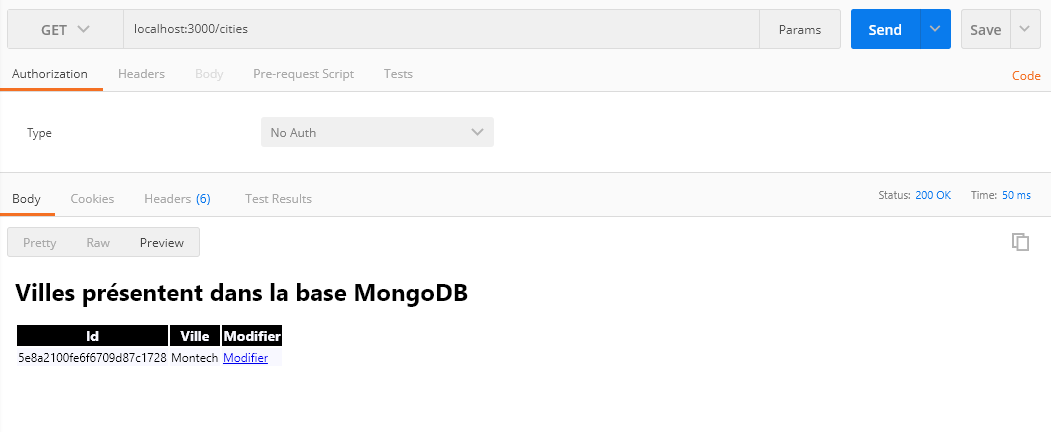 GET localhost:3000/cities Params Send Save
Authorization Headers Body Pre-request Script Tests Code
Type No Auth
Body Cookies Headers (6) Test Results Status: 200 OK Time: 50 ms
Pretty Raw Preview
Villes présentent dans la base MongoDB
Id Ville Modifier
5e8a2100fe6f6709d87c1728 Montech Modifier